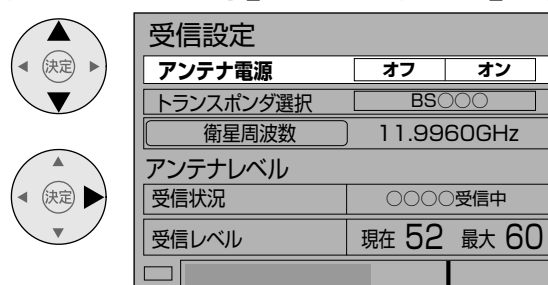 受信設定
決定
アンテナ電源 オフ オン
トランスポンダ選択 BS○○○
衛星周波数 11.9960GHz
アンテナレベル
決定
受信状況 ○○○○受信中
受信レベル 現在 52 最大 60